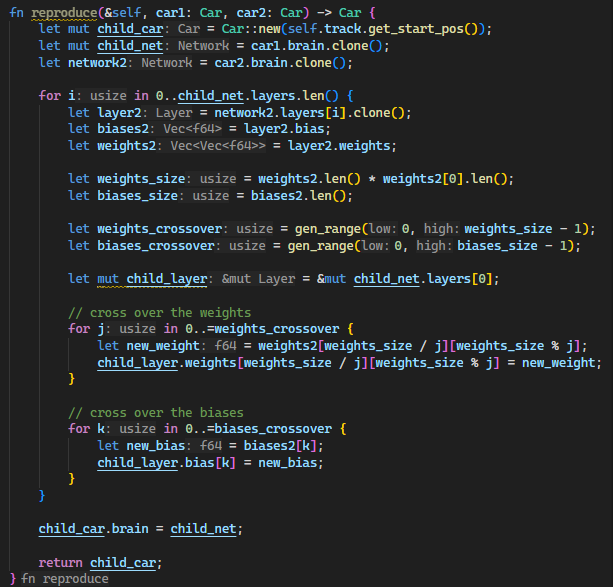 fn reproduce(&self, car1: Car, car2: Car) -> Car {
let mut child_car: Car = Car::new(self.track.get_start_pos());
let mut child_net: Network = car1.brain.clone();
let network2: Network = car2.brain.clone();
for i: usize in 0..child_net.layers.len() {
let layer2: Layer = network2.layers[i].clone();
let biases2: Vec<f64> = layer2.bias;
let weights2: Vec<Vec<f64>> = layer2.weights;
let weights_size: usize = weights2.len() * weights2[0].len();
let biases_size: usize = biases2.len();
let weights_crossover: usize = gen_range(low: 0, high: weights_size - 1);
let biases_crossover: usize = gen_range(low: 0, high: biases_size - 1);
let mut child_layer: &mut Layer = &mut child_net.layers[0];
// cross over the weights
for j: usize in 0..=weights_crossover {
let new_weight: f64 = weights2[weights_size / j][weights_size % j];
child_layer.weights[weights_size / j][weights_size % j] = new_weight;
}
// cross over the biases
for k: usize in 0..=biases_crossover {
let new_bias: f64 = biases2[k];
child_layer.bias[k] = new_bias;
}
}
child_car.brain = child_net;
return child_car;
} fn reproduce